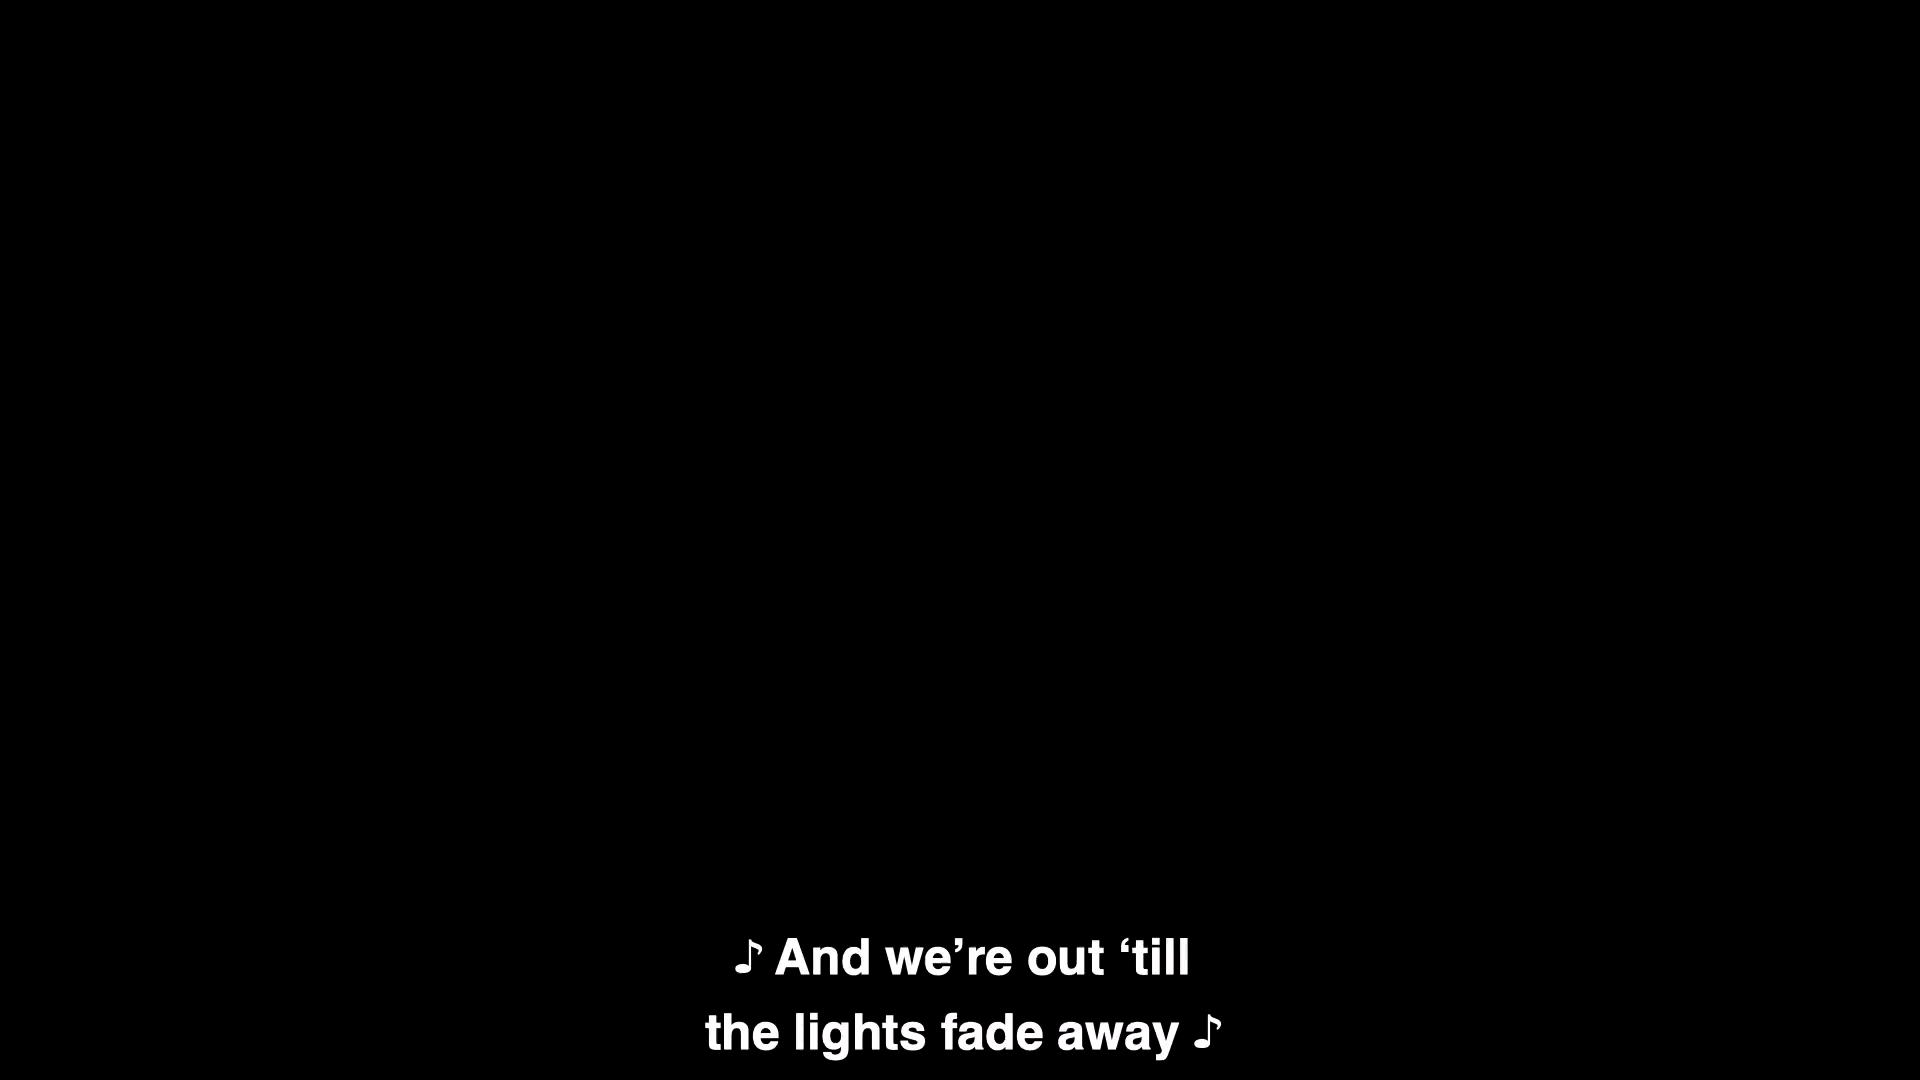 ♪ And we’re out ‘till
the lights fade away ♪